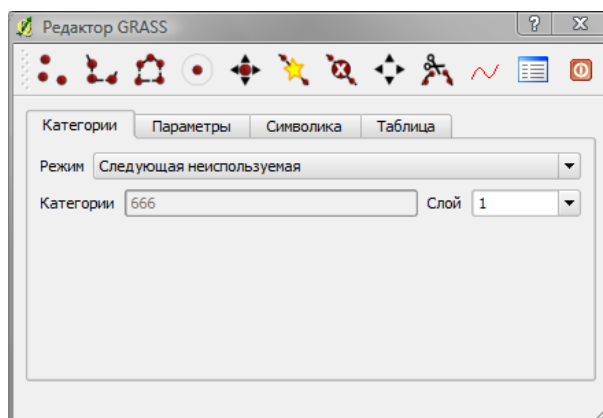 Редактор GRASS
Категории Параметры Символика Таблица
Режим Следующая неиспользуемая
Категории 666 Слой 1